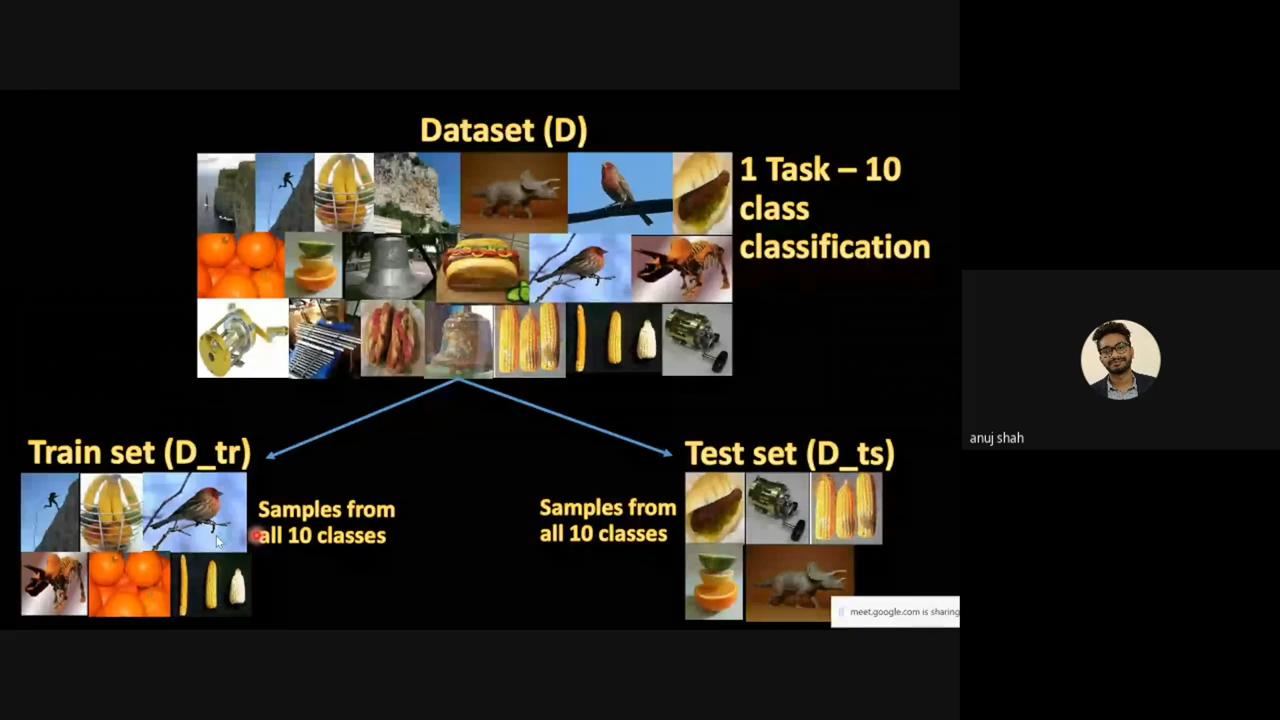 Dataset (D)
1 Task – 10
class
classification
Train set (D_tr)
Samples from
all 10 classes
Test set (D_ts)
Samples from
all 10 classes
meet.google.com is sharing
anuj shah